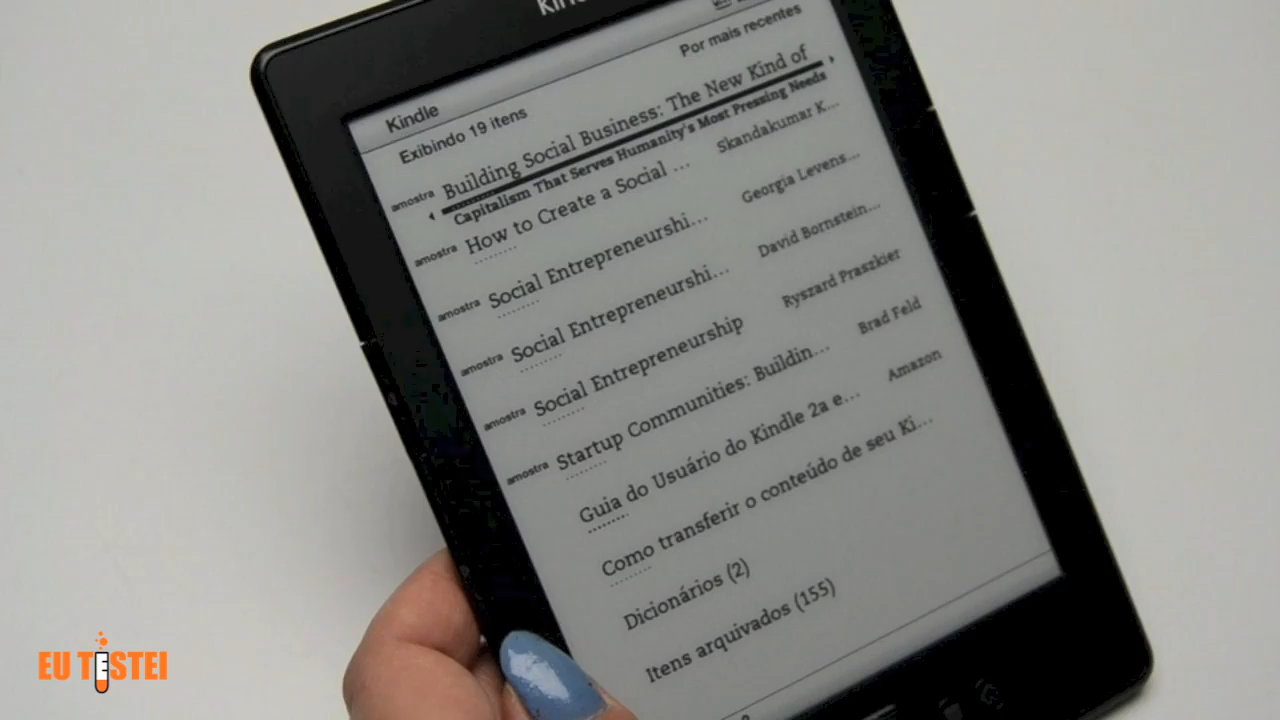 Kindle
Por mais recentes
Exibindo 19 itens
amostra Building Social Business: The New Kind of
Capitalism That Serves Humanity's Most Pressing Needs
amostra How to Create a Social ... Skandakumar K...
amostra Social Entrepreneurshi... Georgia Levens...
amostra Social Entrepreneurshi... David Bornstein...
amostra Social Entrepreneurship Ryszard Praszkier
amostra Startup Communities: Buildin... Brad Feld
Guia do Usuário do Kindle 2a e... Amazon
Como transferir o conteúdo de seu Ki...
Dicionários (2)
Itens arquivados (155)
EU TESTEI